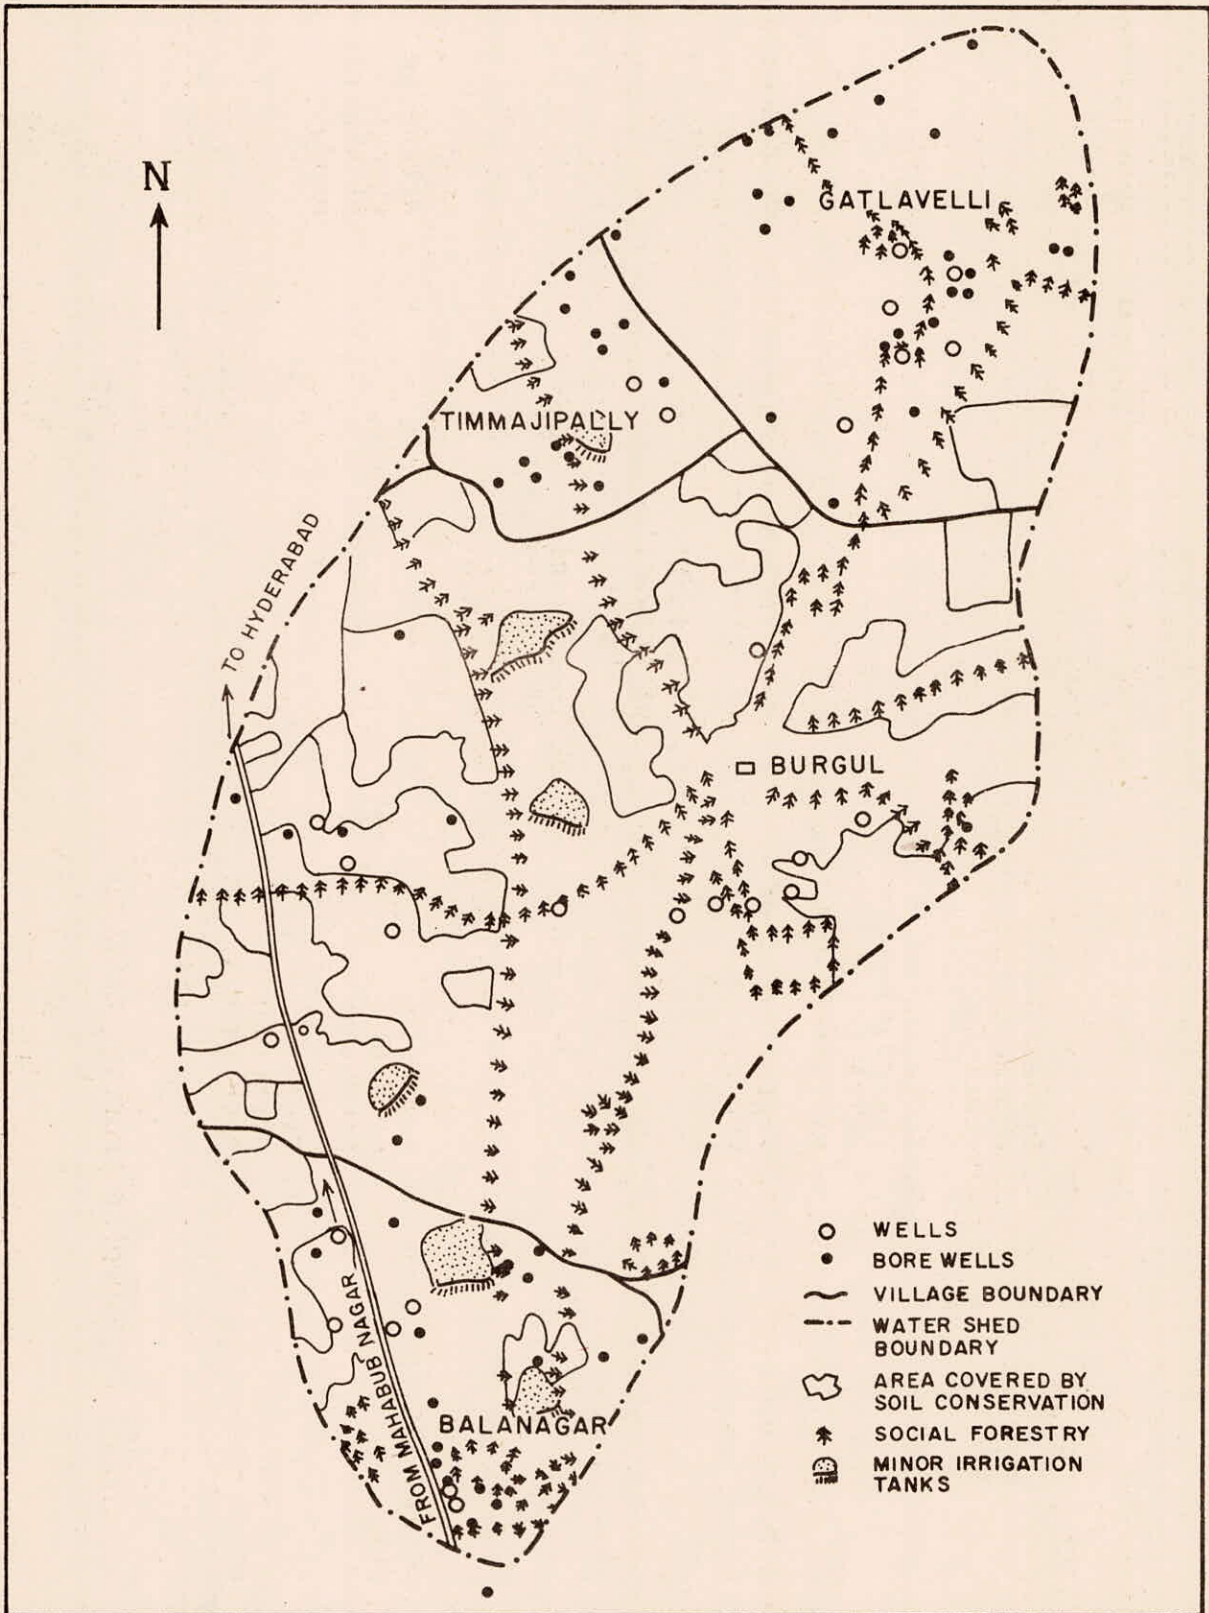 N
GATLAVELLI
TIMMAJIPALLY
TO HYDERABAD
BURGUL
WELLS
BORE WELLS
VILLAGE BOUNDARY
WATER SHED
BOUNDARY
AREA COVERED BY
SOIL CONSERVATION
SOCIAL FORESTRY
MINOR IRRIGATION
TANKS
FROM MAHABUB NAGAR
BALANAGAR